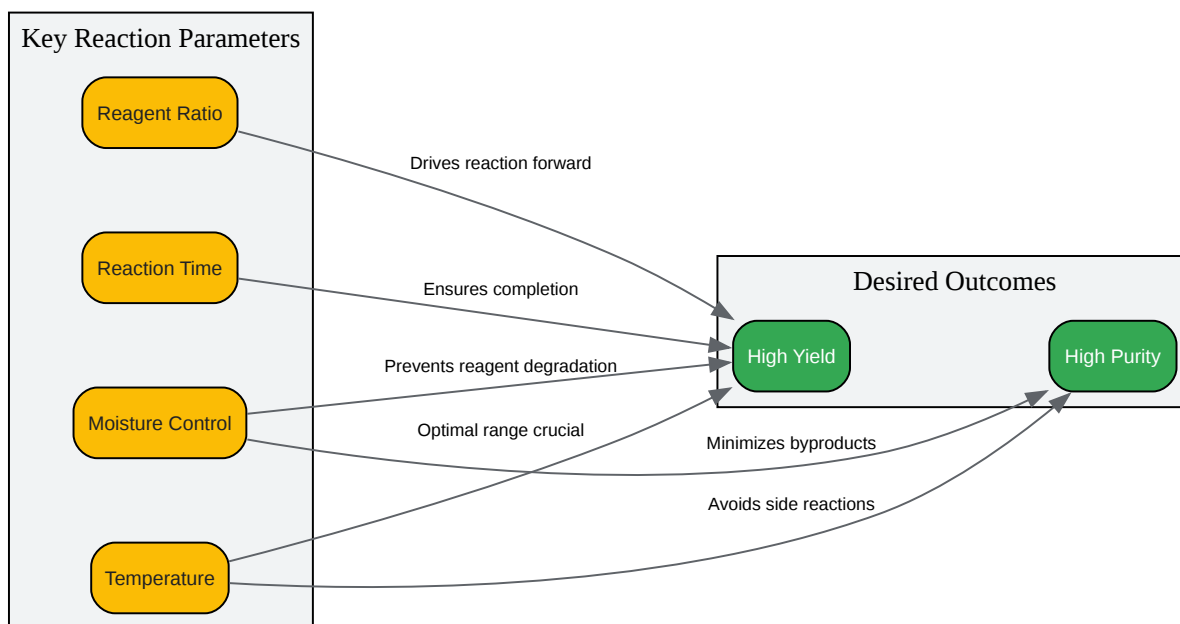 Key Reaction Parameters
Reagent Ratio
Drives reaction forward
Reaction Time
Ensures completion
Desired Outcomes
High Yield
High Purity
Prevents reagent degradation
Moisture Control
Optimal range crucial
Minimizes byproducts
Avoids side reactions
Temperature